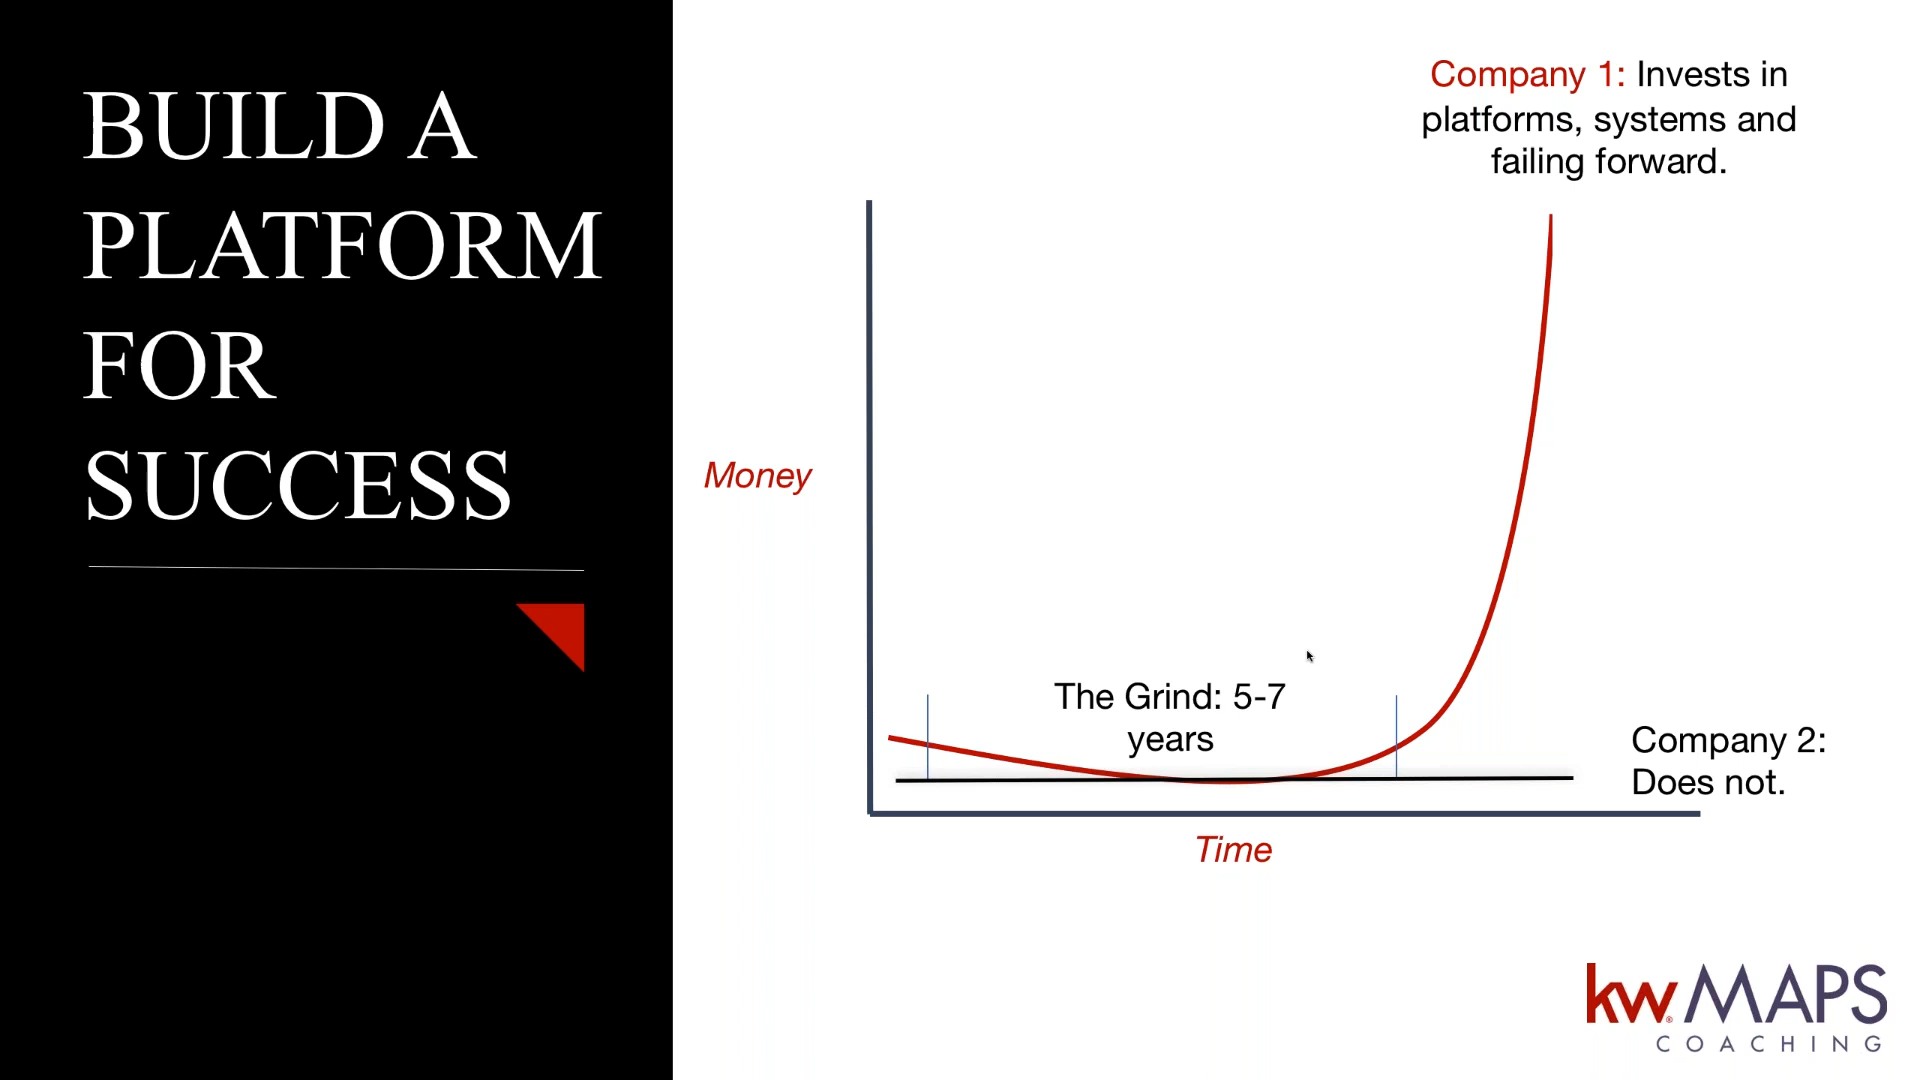 BUILD A
PLATFORM
FOR
SUCCESS
Company 1: Invests in
platforms, systems and
failing forward.
Money
The Grind: 5-7
years
Company 2:
Does not.
Time
kw® MAPS
COACHING